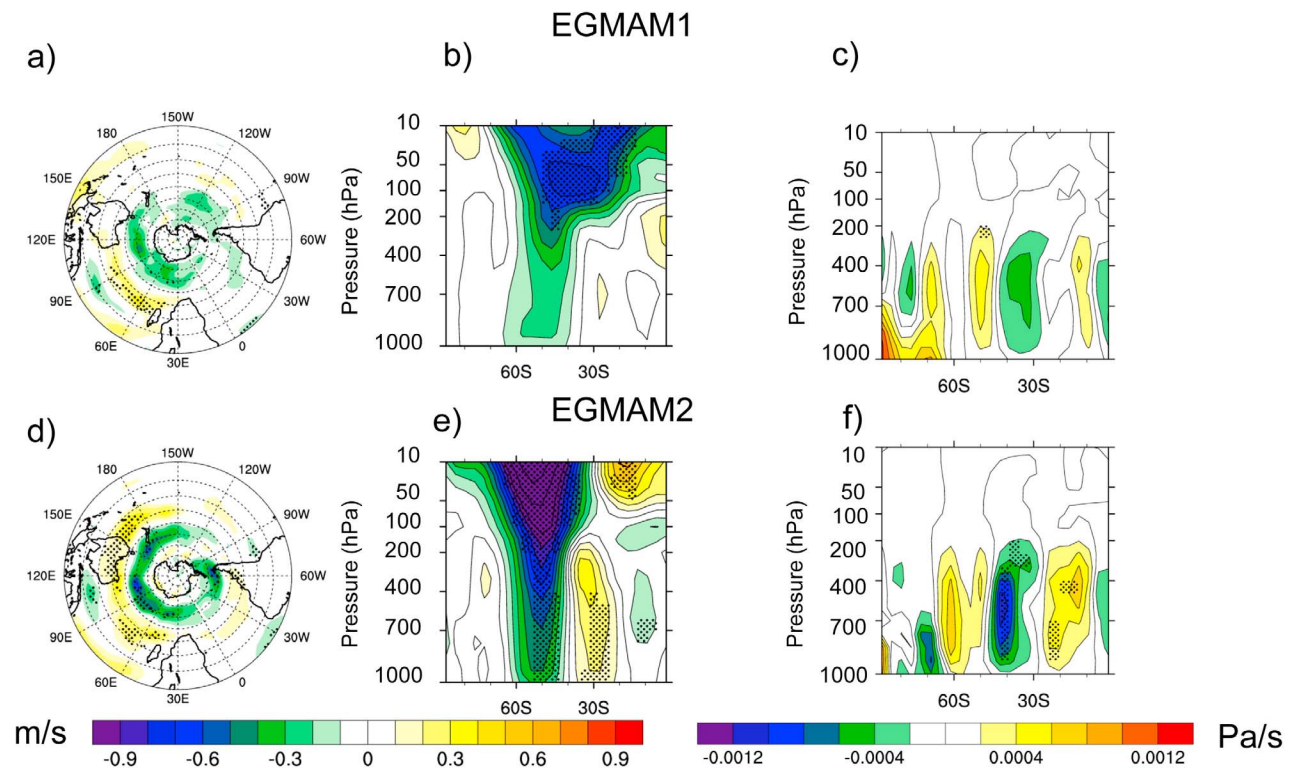 EGMAM1
a)
b)
c)
150W
180
120W
150E
90W
120E
60W
90E
30W
60E
0
30E
Pressure (hPa)
10
50
100
200
400
700
1000
60S
30S
Pressure (hPa)
10
50
100
200
400
700
1000
60S
30S
EGMAM2
d)
e)
f)
150W
180
120W
150E
90W
120E
60W
90E
30W
60E
0
30E
Pressure (hPa)
10
50
100
200
400
700
1000
60S
30S
Pressure (hPa)
10
50
100
200
400
700
1000
60S
30S
m/s
-0.9 -0.6 -0.3 0 0.3 0.6 0.9
-0.0012 -0.0004 0.0004 0.0012
Pa/s